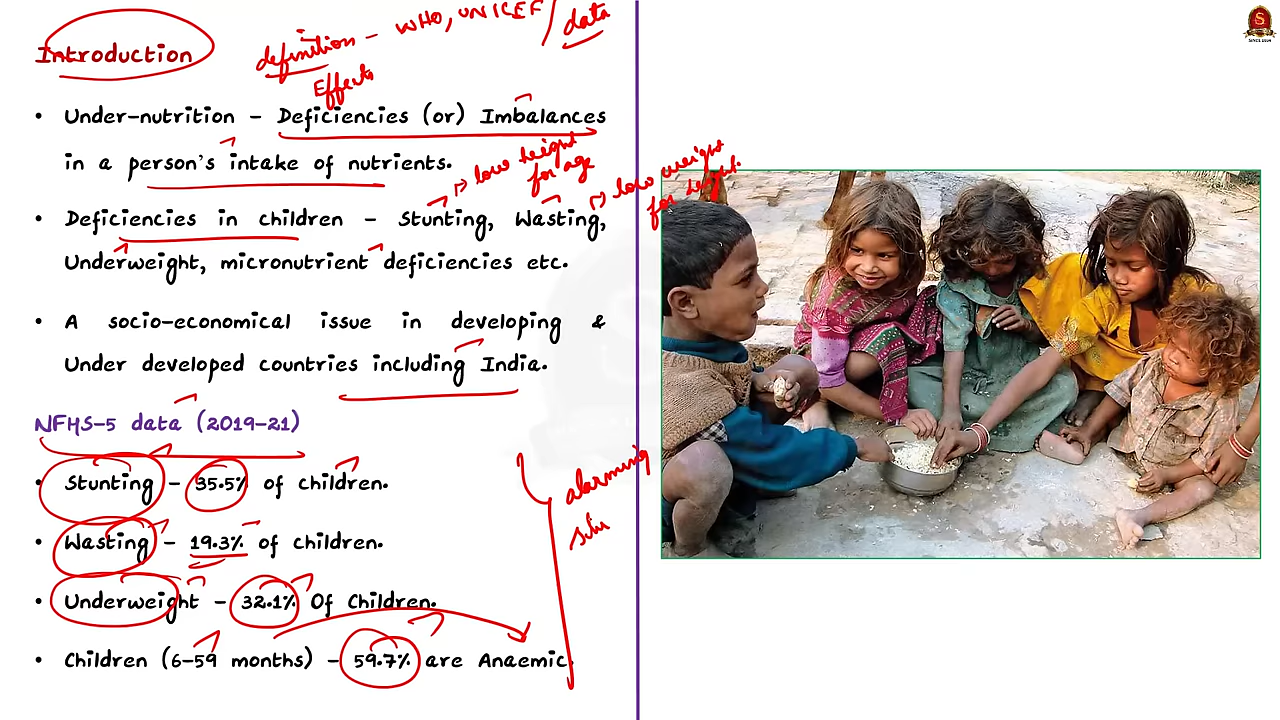 Introduction
definition - WHO, UNICEF / data
Effects
• Under-nutrition - Deficiencies (or) Imbalances
in a person's intake of nutrients.
low height
for age
low weight
for height.
• Deficiencies in children - Stunting, Wasting,
Underweight, micronutrient deficiencies etc.
• A socio-economical issue in developing &
Under developed countries including India.
NFHS-5 data (2019-21)
• Stunting - 35.5% of children.
• Wasting - 19.3% of children.
• Underweight - 32.1% Of Children.
• Children (6-59 months) - 59.7% are Anaemic.
alarming
S
SINCE 2004